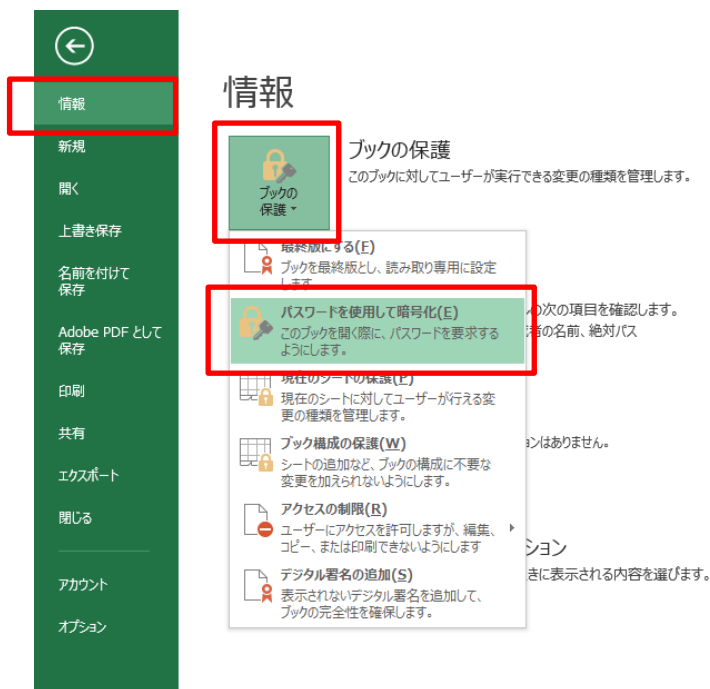 情報
新規
開く
上書き保存
名前を付けて
保存
Adobe PDF として
保存
印刷
共有
エクスポート
閉じる
アカウント
オプション
情報
ブックの
保護
ブックの保護
このブックに対してユーザーが実行できる変更の種類を管理します。
最終版にする(F)
ブックを最終版とし、読み取り専用に設定
します
パスワードを使用して暗号化(E)
このブックを開く際に、パスワードを要求する
ようにします。
現在のシートの保護(P)
現在のシートに対してユーザーが行える変
更の種類を管理します。
ブック構成の保護(W)
シートの追加など、ブックの構成に不要な
変更を加えられないようにします。
アクセスの制限(R)
ユーザーにアクセスを許可しますが、編集、
コピー、または印刷できないようにします
デジタル署名の追加(S)
表示されないデジタル署名を追加して、
ブックの完全性を確保します。
の次の項目を確認します。
者の名前、絶対パス
ンはありません。
ション
きに表示される内容を選びます。